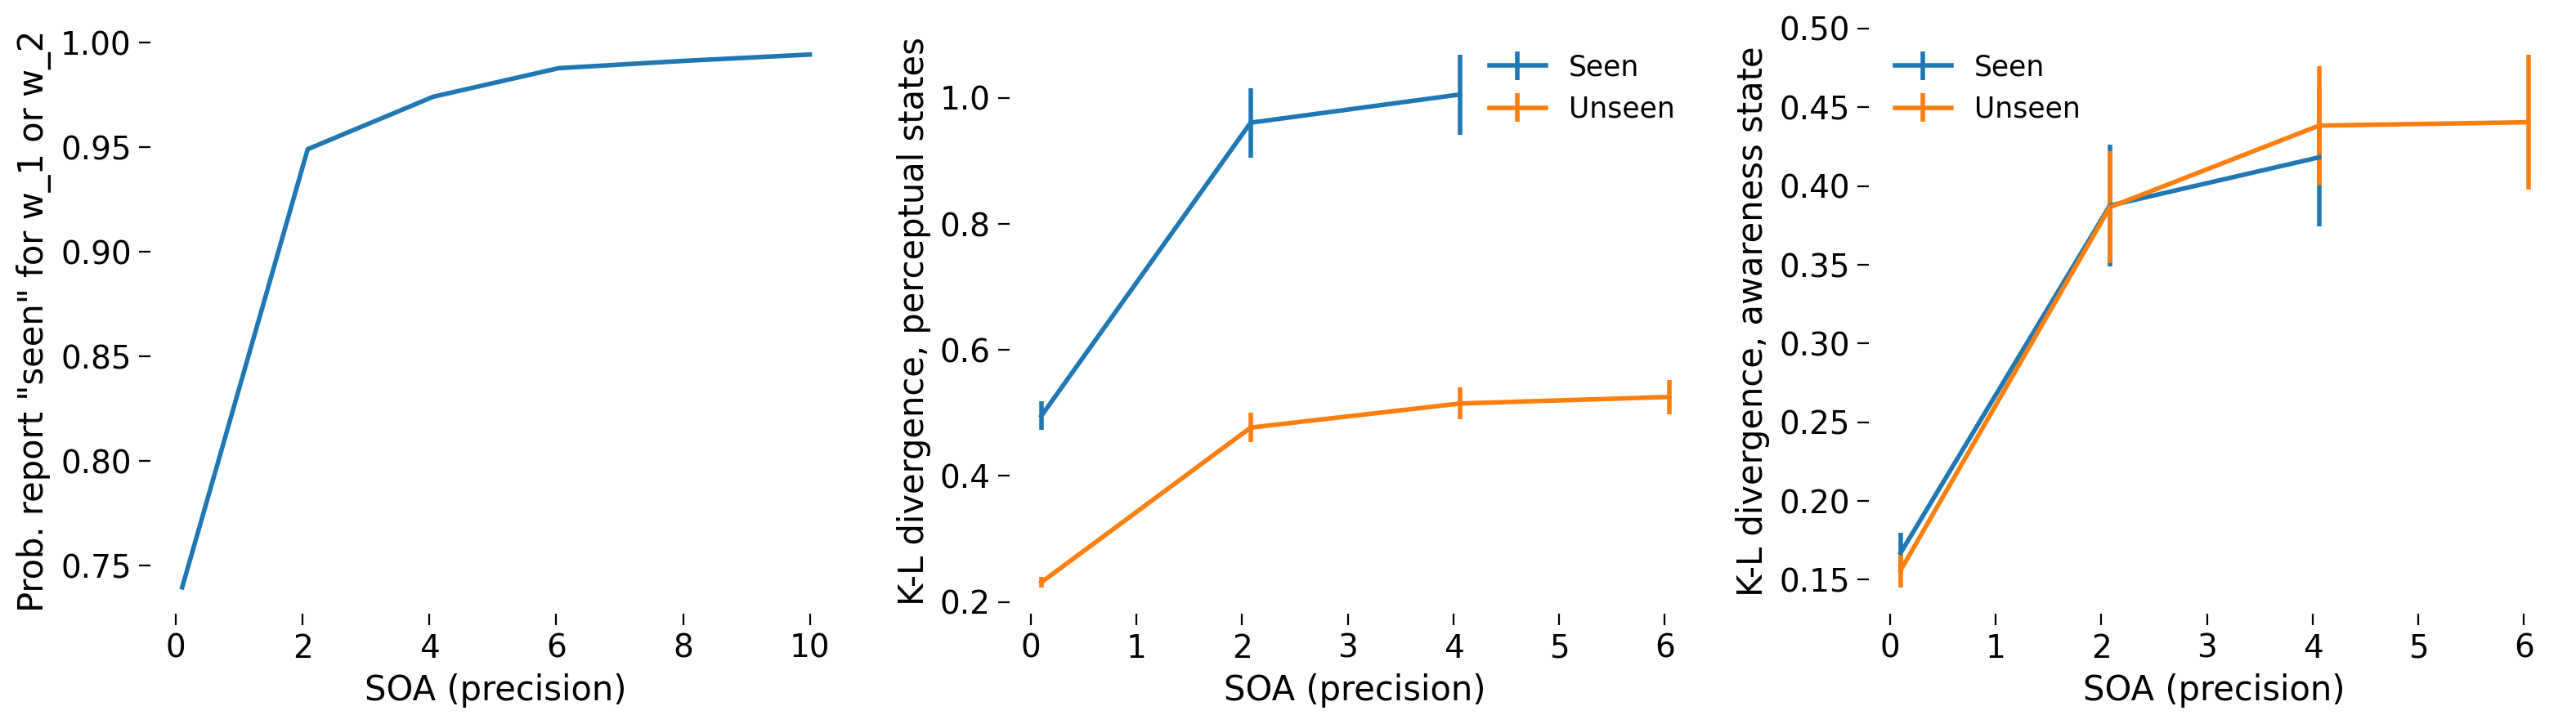 Prob. report "seen" for w_1 or w_2
1.00
0.95
0.90
0.85
0.80
0.75
0 2 4 6 8 10
SOA (precision)
K-L divergence, perceptual states
1.0
0.8
0.6
0.4
0.2
Seen
Unseen
0 1 2 3 4 5 6
SOA (precision)
K-L divergence, awareness state
0.50
0.45
0.40
0.35
0.30
0.25
0.20
0.15
Seen
Unseen
0 1 2 3 4 5 6
SOA (precision)